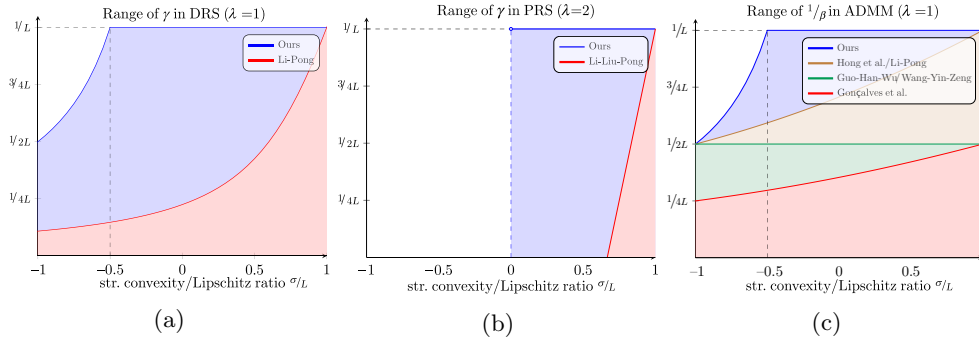 Range of γ in DRS (λ =1)
1/L
3/4L
1/2L
1/4L
Ours
Li-Pong
−1
−0.5
0
0.5
1
str. convexity/Lipschitz ratio σ/L
(a)
Range of γ in PRS (λ=2)
1/L
3/4L
1/2L
1/4L
Ours
Li-Liu-Pong
−1
−0.5
0
0.5
1
str. convexity/Lipschitz ratio σ/L
(b)
Range of 1/β in ADMM (λ =1)
1/L
3/4L
1/2L
1/4L
Ours
Hong et al./Li-Pong
Guo-Han-Wu/Wang-Yin-Zeng
Gonçalves et al.
−1
−0.5
0
0.5
1
str. convexity/Lipschitz ratio σ/L
(c)